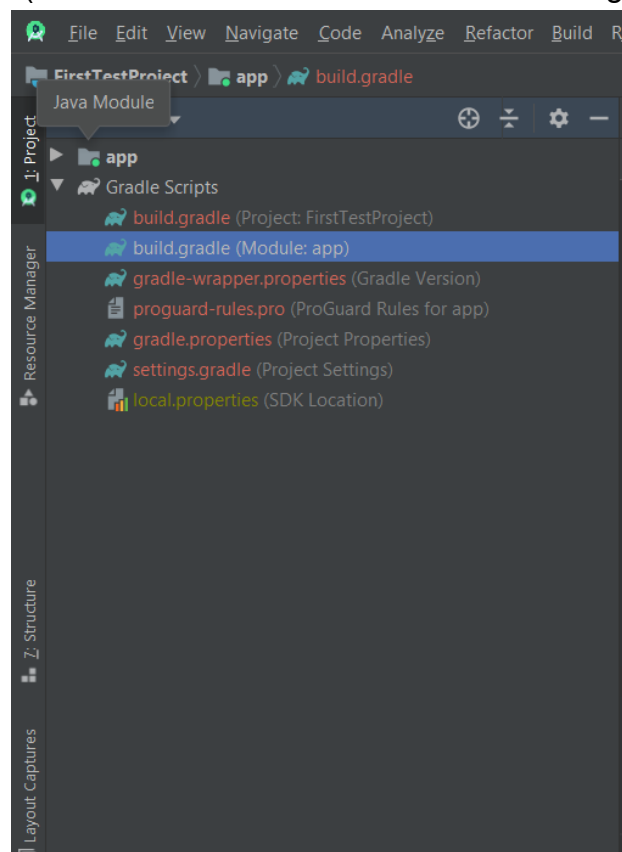 File Edit View Navigate Code Analyze Refactor Build R
FirstTestProject app build.gradle
Java Module
1: Project
app
Gradle Scripts
build.gradle (Project: FirstTestProject)
build.gradle (Module: app)
gradle-wrapper.properties (Gradle Version)
proguard-rules.pro (ProGuard Rules for app)
gradle.properties (Project Properties)
settings.gradle (Project Settings)
local.properties (SDK Location)
Resource Manager
Z: Structure
Layout Captures